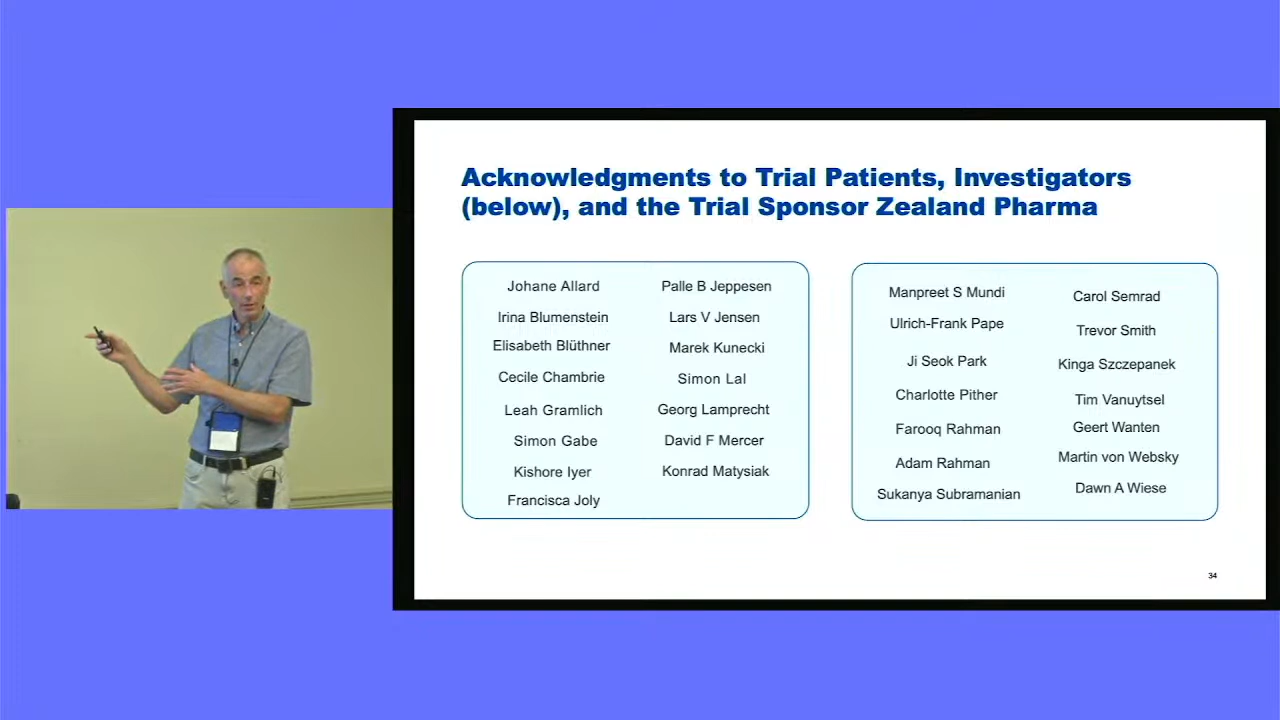 Acknowledgments to Trial Patients, Investigators
(below), and the Trial Sponsor Zealand Pharma
Johane Allard
Irina Blumenstein
Elisabeth Blüthner
Cecile Chambrie
Leah Gramlich
Simon Gabe
Kishore Iyer
Francisca Joly
Palle B Jeppesen
Lars V Jensen
Marek Kunecki
Simon Lal
Georg Lamprecht
David F Mercer
Konrad Matysiak
Manpreet S Mundi
Ulrich-Frank Pape
Ji Seok Park
Charlotte Pither
Farooq Rahman
Adam Rahman
Sukanya Subramanian
Carol Semrad
Trevor Smith
Kinga Szczepanek
Tim Vanuytsel
Geert Wanten
Martin von Websky
Dawn A Wiese
34